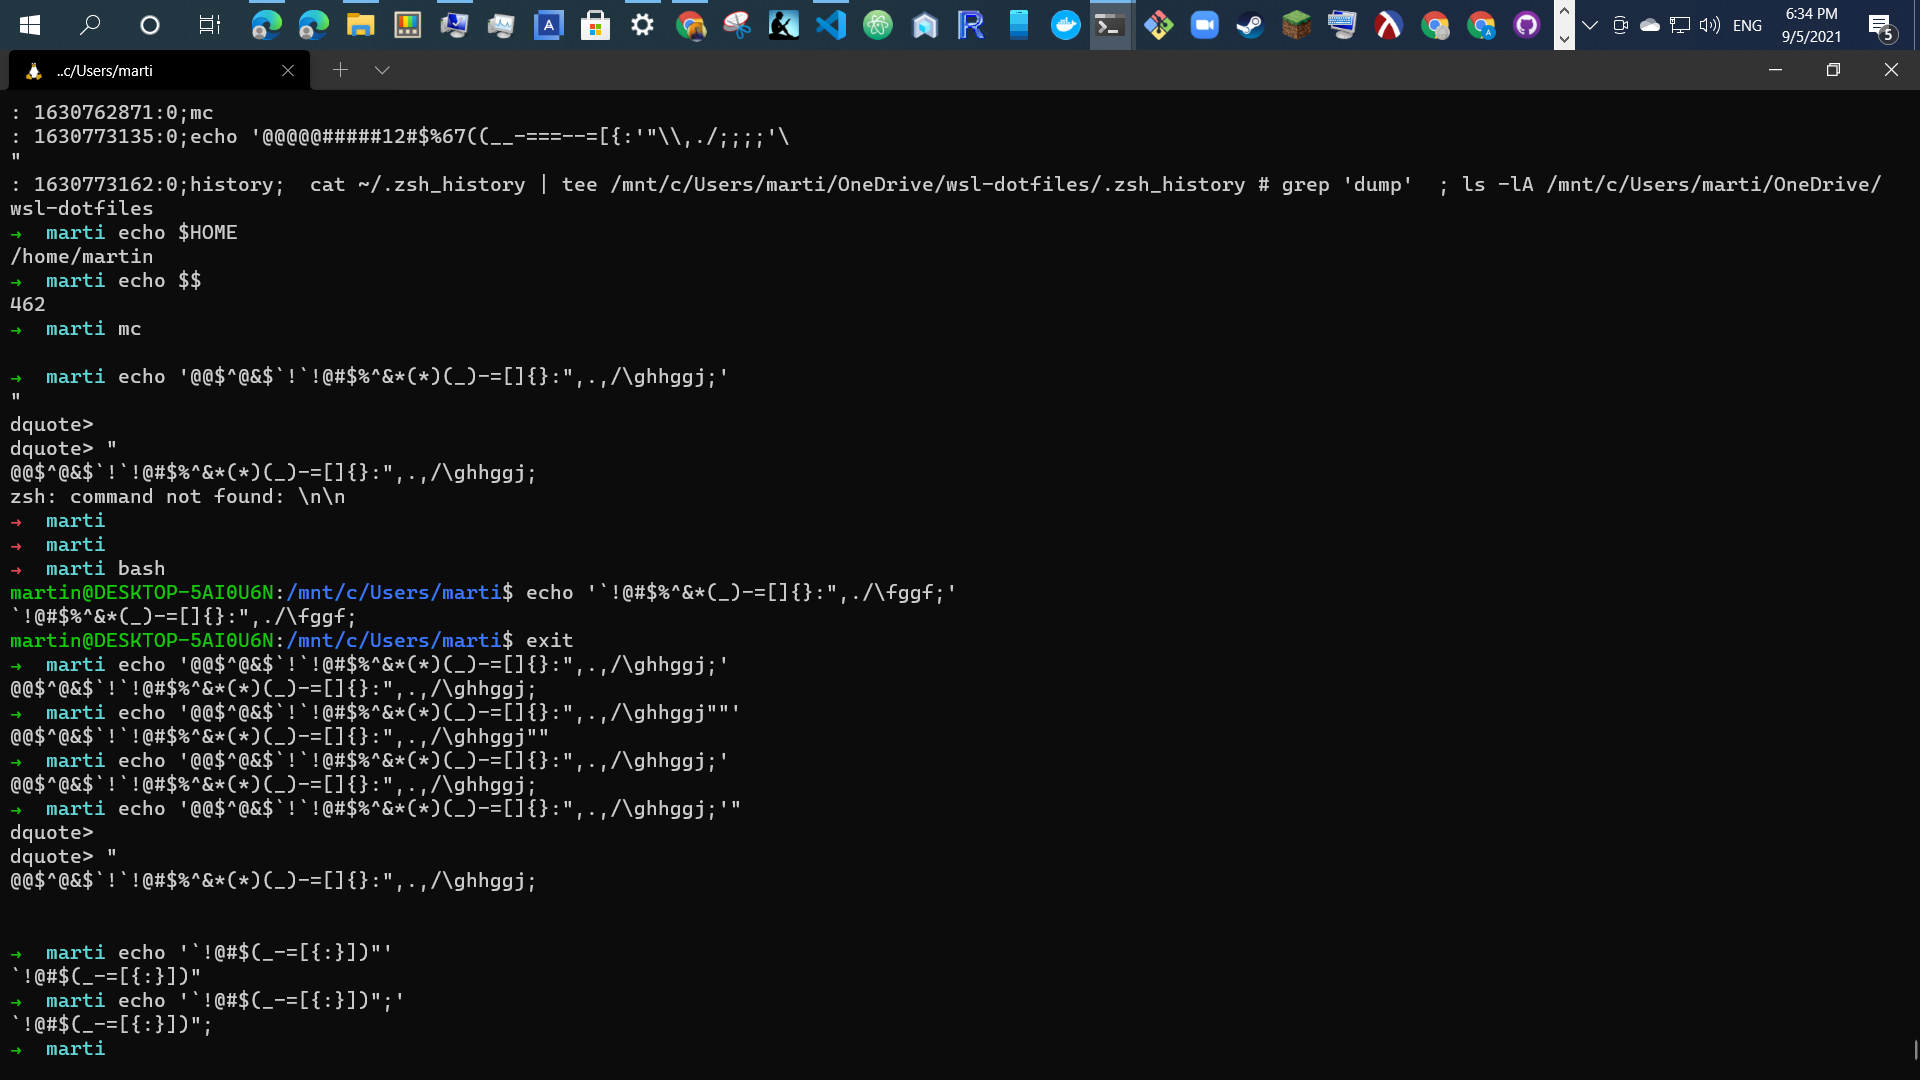 6:34 PM
ENG
9/5/2021
5
..c/Users/marti
: 1630762871:0;mc
: 1630773135:0;echo '@@@@@#####12#$%67((__-===--=[{:'"\\,./;;;;'\
"
: 1630773162:0;history;  cat ~/.zsh_history | tee /mnt/c/Users/marti/OneDrive/wsl-dotfiles/.zsh_history # grep 'dump'  ; ls -lA /mnt/c/Users/marti/OneDrive/
wsl-dotfiles
→  marti echo $HOME
/home/martin
→  marti echo $$
462
→  marti mc
→  marti echo '@@$^@&$`!`!@#$%^&*(*)(_)-=[]{}:",.,/\ghhggj;'
"
dquote>
dquote> "
@@$^@&$`!`!@#$%^&*(*)(_)-=[]{}:",.,/\ghhggj;
zsh: command not found: \n\n
→  marti
→  marti
→  marti bash
martin@DESKTOP-5AI0U6N:/mnt/c/Users/marti$ echo '`!@#$%^&*(_)-=[]{}:",./\fggf;'
`!@#$%^&*(_)-=[]{}:",./\fggf;
martin@DESKTOP-5AI0U6N:/mnt/c/Users/marti$ exit
→  marti echo '@@$^@&$`!`!@#$%^&*(*)(_)-=[]{}:",.,/\ghhggj;'
@@$^@&$`!`!@#$%^&*(*)(_)-=[]{}:",.,/\ghhggj;
→  marti echo '@@$^@&$`!`!@#$%^&*(*)(_)-=[]{}:",.,/\ghhggj""'
@@$^@&$`!`!@#$%^&*(*)(_)-=[]{}:",.,/\ghhggj""
→  marti echo '@@$^@&$`!`!@#$%^&*(*)(_)-=[]{}:",.,/\ghhggj;'
@@$^@&$`!`!@#$%^&*(*)(_)-=[]{}:",.,/\ghhggj;
→  marti echo '@@$^@&$`!`!@#$%^&*(*)(_)-=[]{}:",.,/\ghhggj;'"
dquote>
dquote> "
@@$^@&$`!`!@#$%^&*(*)(_)-=[]{}:",.,/\ghhggj;
→  marti echo '`!@#$(_-=[{:}])"'
`!@#$(_-=[{:}])"
→  marti echo '`!@#$(_-=[{:}])";'
`!@#$(_-=[{:}])";
→  marti